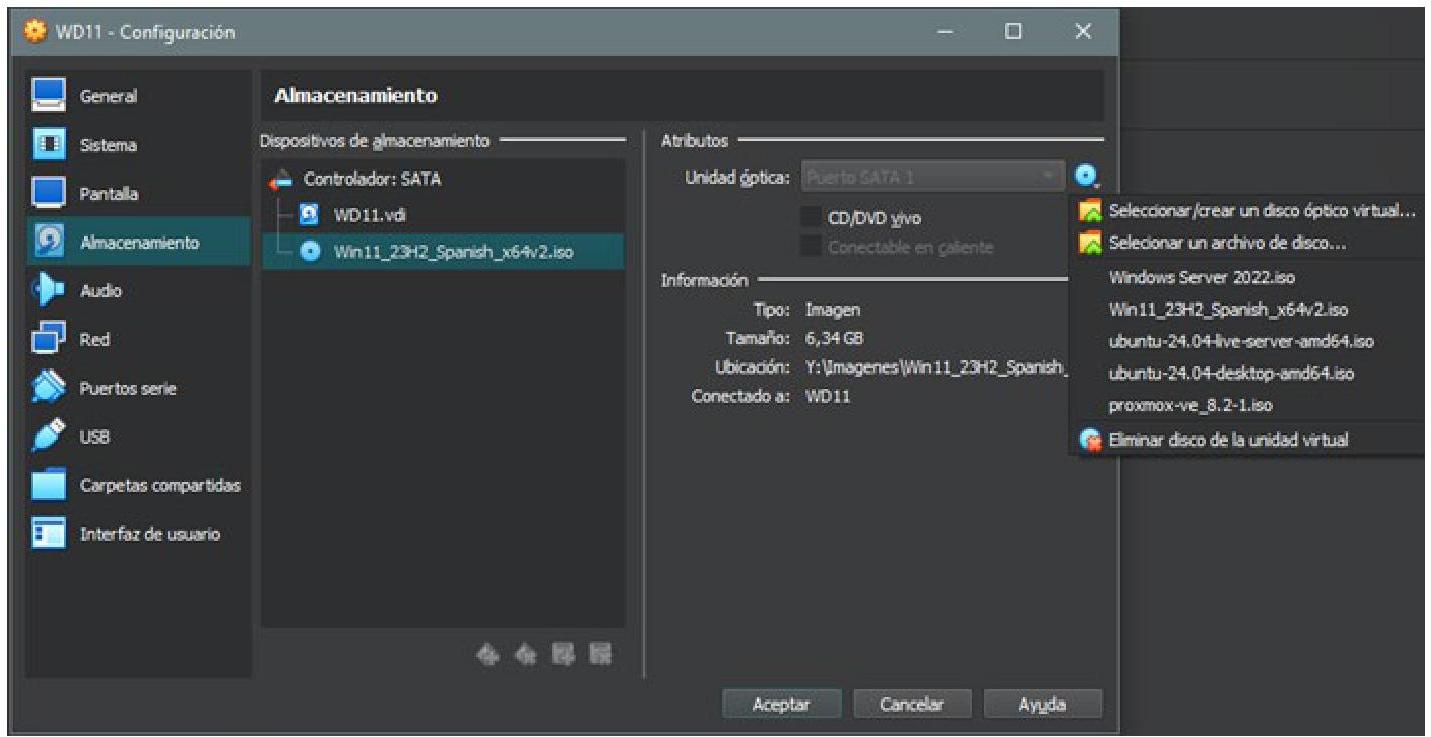 WD11 - Configuración
General
Sistema
Pantalla
Almacenamiento
Audio
Red
Puertos serie
USB
Carpetas compartidas
Interfaz de usuario
Almacenamiento
Dispositivos de almacenamiento
Controlador: SATA
WD11.vdi
Win11_23H2_Spanish_x64v2.iso
Atributos
Unidad óptica: Puerto SATA 1
CD/DVD vivo
Conectable en caliente
Información
Tipo: Imagen
Tamaño: 6,34 GB
Ubicación: Y:\Imagenes\Win11_23H2_Spanish_
Conectado a: WD11
Seleccionar/crear un disco óptico virtual...
Selecionar un archivo de disco...
Windows Server 2022.iso
Win11_23H2_Spanish_x64v2.iso
ubuntu-24.04-live-server-amd64.iso
ubuntu-24.04-desktop-amd64.iso
proxmox-ve_8.2-1.iso
Eliminar disco de la unidad virtual
Aceptar
Cancelar
Ayuda